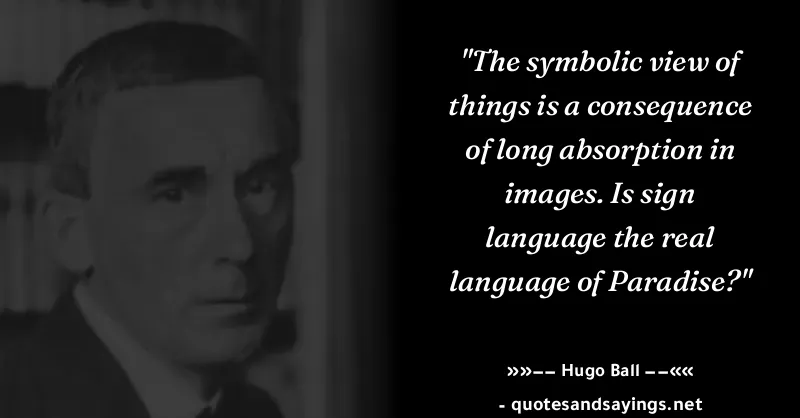 "The symbolic view of
things is a consequence
of long absorption in
images. Is sign
language the real
language of Paradise?"
»»−− Hugo Ball −−««
- quotesandsayings.net